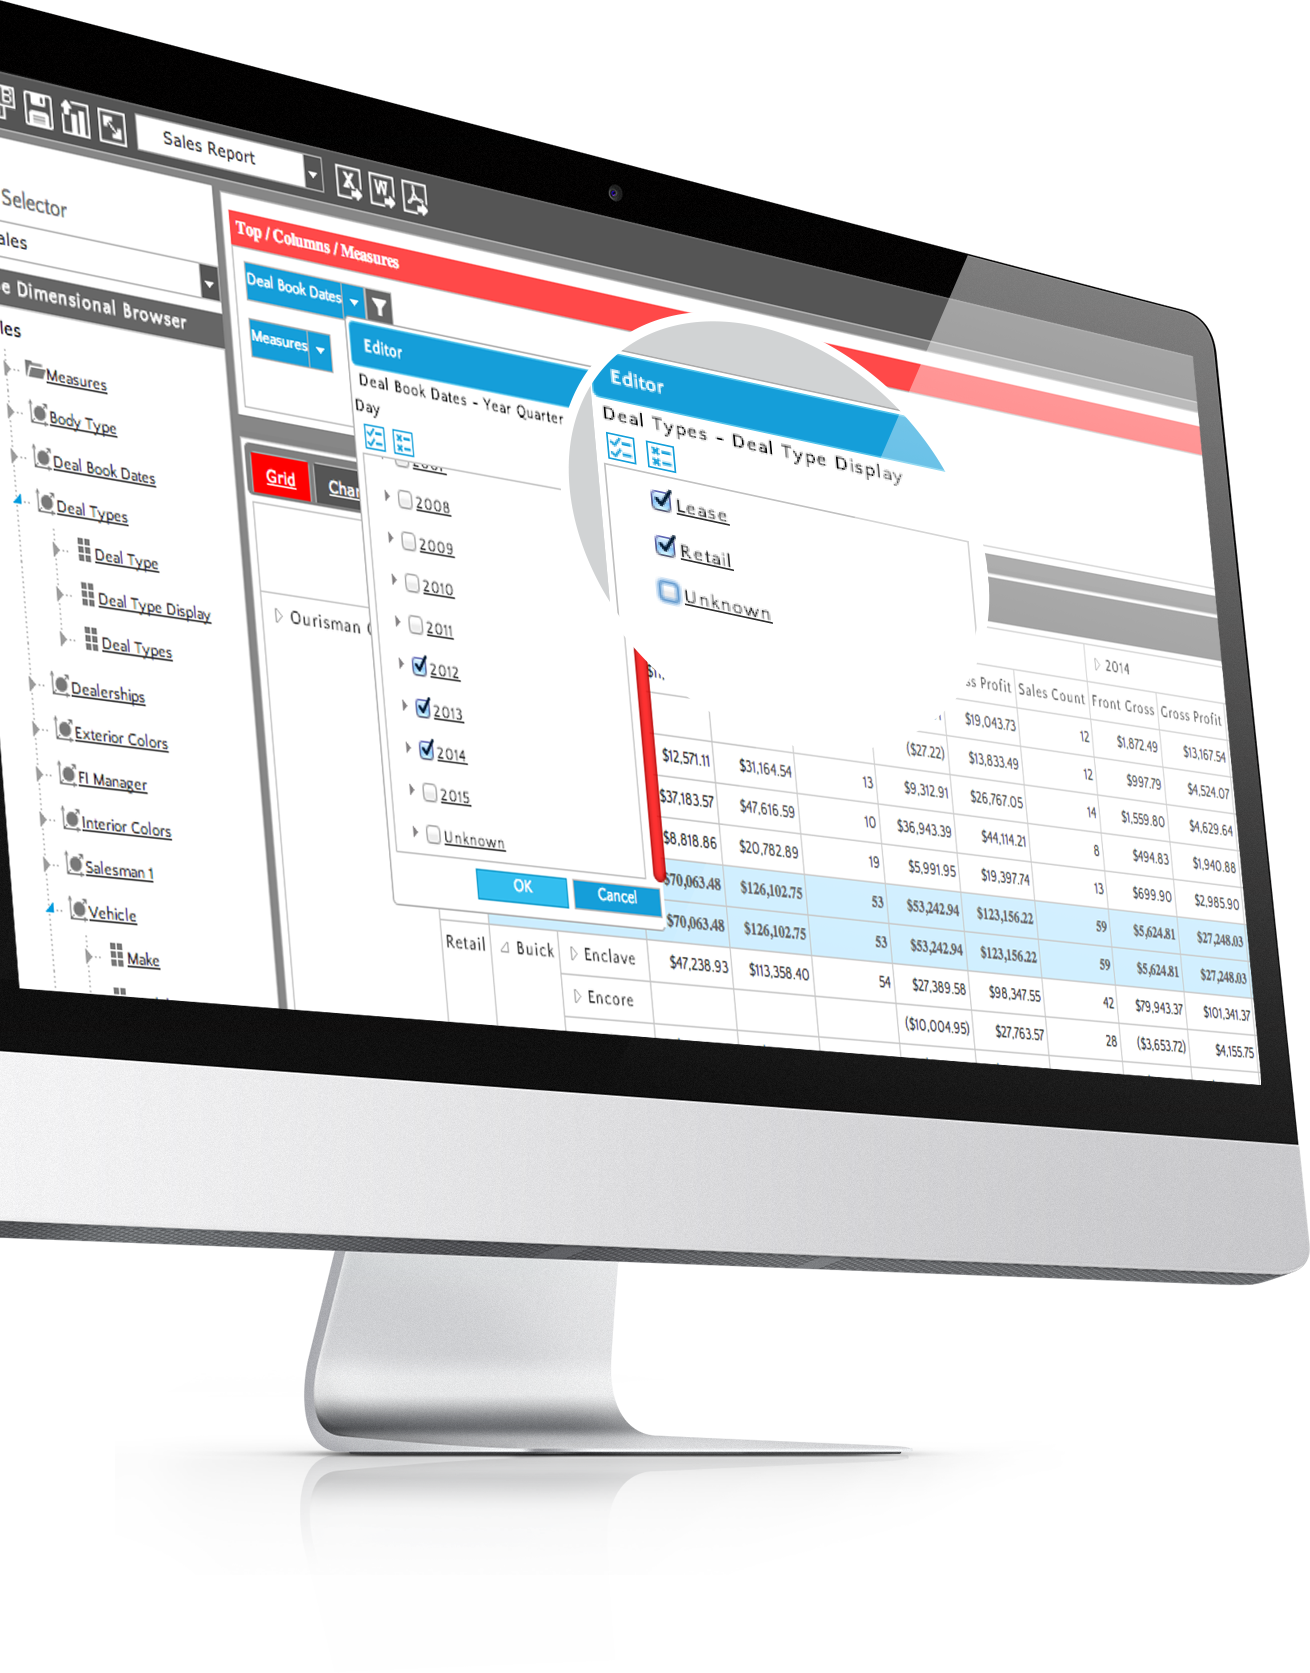 Sales Report
Selector
ales
e Dimensional Browser
les
Measures
Body Type
Deal Book Dates
Deal Types
Deal Type
Deal Type Display
Deal Types
Dealerships
Exterior Colors
FI Manager
Interior Colors
Salesman 1
Vehicle
Make
Top / Columns / Measures
Deal Book Dates
Measures
Grid
Char
Ourisman
Editor
Deal Book Dates - Year Quarter
Day
2008
2009
2010
2011
2012
2013
2014
2015
Unknown
OK
Cancel
Editor
Deal Types - Deal Type Display
Lease
Retail
Unknown
2014
ss Profit Sales Count Front Gross Gross Profit
$19,043.73 12 $1,872.49 $13,167.54
$12,571.11 $31,164.54 13 ($27.22) $13,833.49 12 $997.79 $4,524.07
$37,183.57 $47,616.59 10 $9,312.91 $26,767.05 14 $1,559.80 $4,629.64
$8,818.86 $20,782.89 19 $36,943.39 $44,114.21 8 $494.83 $1,940.88
$5,991.95 $19,397.74 13 $699.90 $2,985.90
$70,063.48 $126,102.75 53 $53,242.94 $123,156.22 59 $5,624.81 $27,248.03
$70,063.48 $126,102.75 53 $53,242.94 $123,156.22 59 $5,624.81 $27,248.03
Retail Buick Enclave $47,238.93 $113,358.40 54 $27,389.58 $98,347.55 42 $79,943.37 $101,341.37
Encore ($10,004.95) $27,763.57 28 ($3,653.72) $4,155.75